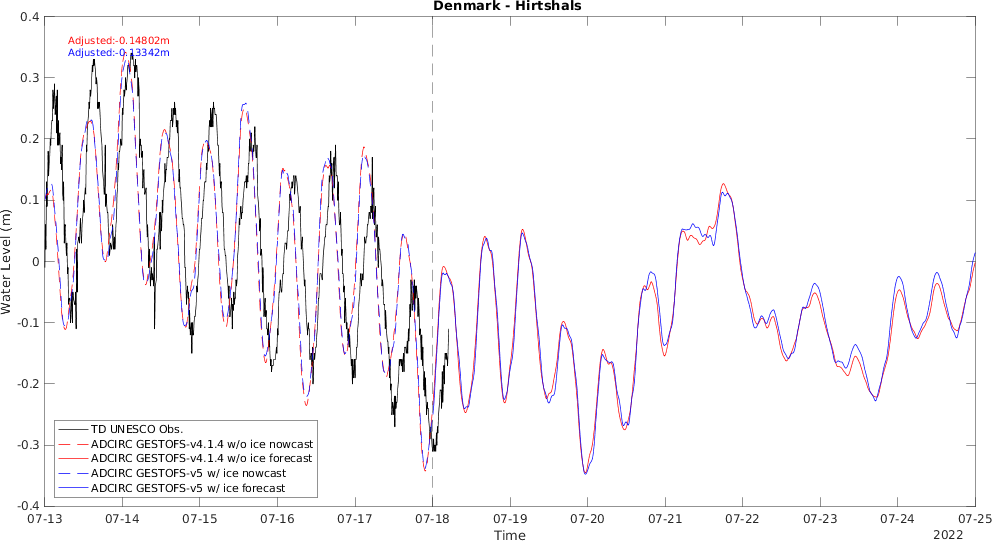 Denmark - Hirtshals
Adjusted:-0.14802m
Adjusted:-0.13342m
0.4
0.3
0.2
0.1
0
-0.1
-0.2
-0.3
-0.4
Water Level (m)
TD UNESCO Obs.
ADCIRC GESTOFS-v4.1.4 w/o ice nowcast
ADCIRC GESTOFS-v4.1.4 w/o ice forecast
ADCIRC GESTOFS-v5 w/ ice nowcast
ADCIRC GESTOFS-v5 w/ ice forecast
07-13 07-14 07-15 07-16 07-17 07-18 07-19 07-20 07-21 07-22 07-23 07-24 07-25
Time
2022